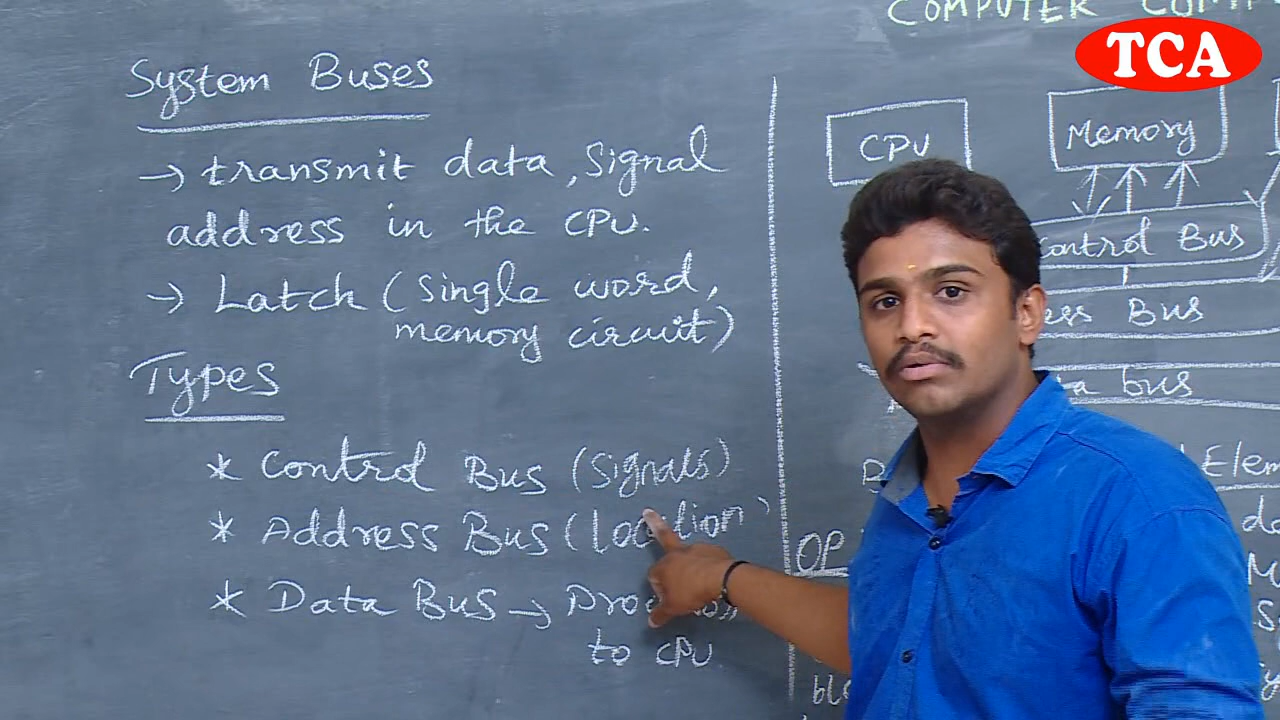 System Buses
→ transmit data, Signal
address in the CPU.
→ Latch (single word,
memory circuit)
Types
* Control Bus (Signals)
* Address Bus (Location)
* Data Bus →
to CPU
COMPUTER
TCA
CPU
Memory
Control Bus
Bus
bus
OP